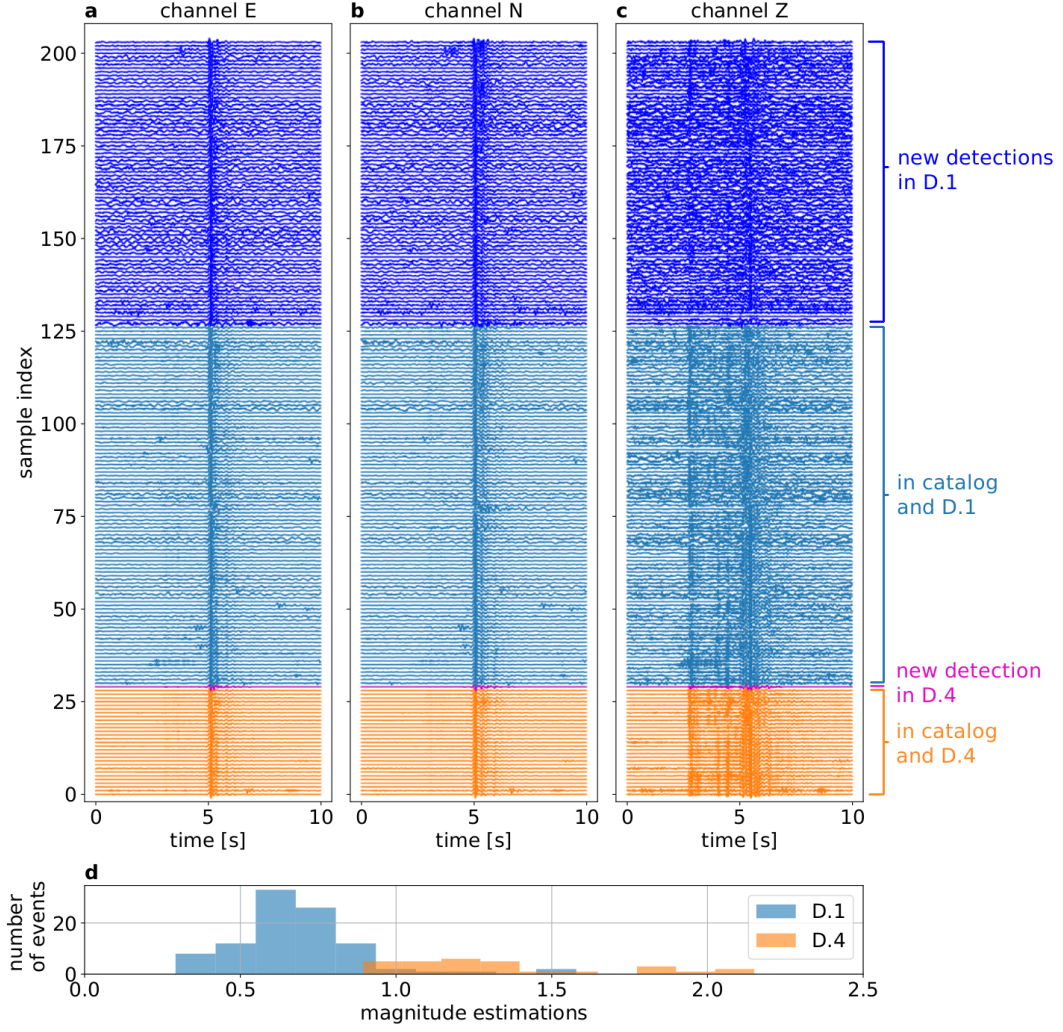 a channel E
b channel N
c channel Z
sample index
200
175
150
125
100
75
50
25
0
new detections
in D.1
in catalog
and D.1
new detection
in D.4
in catalog
and D.4
0 5 10
0 5 10
0 5 10
time [s]
time [s]
time [s]
d
number
of events
20
0
D.1
D.4
0.0 0.5 1.0 1.5 2.0 2.5
magnitude estimations